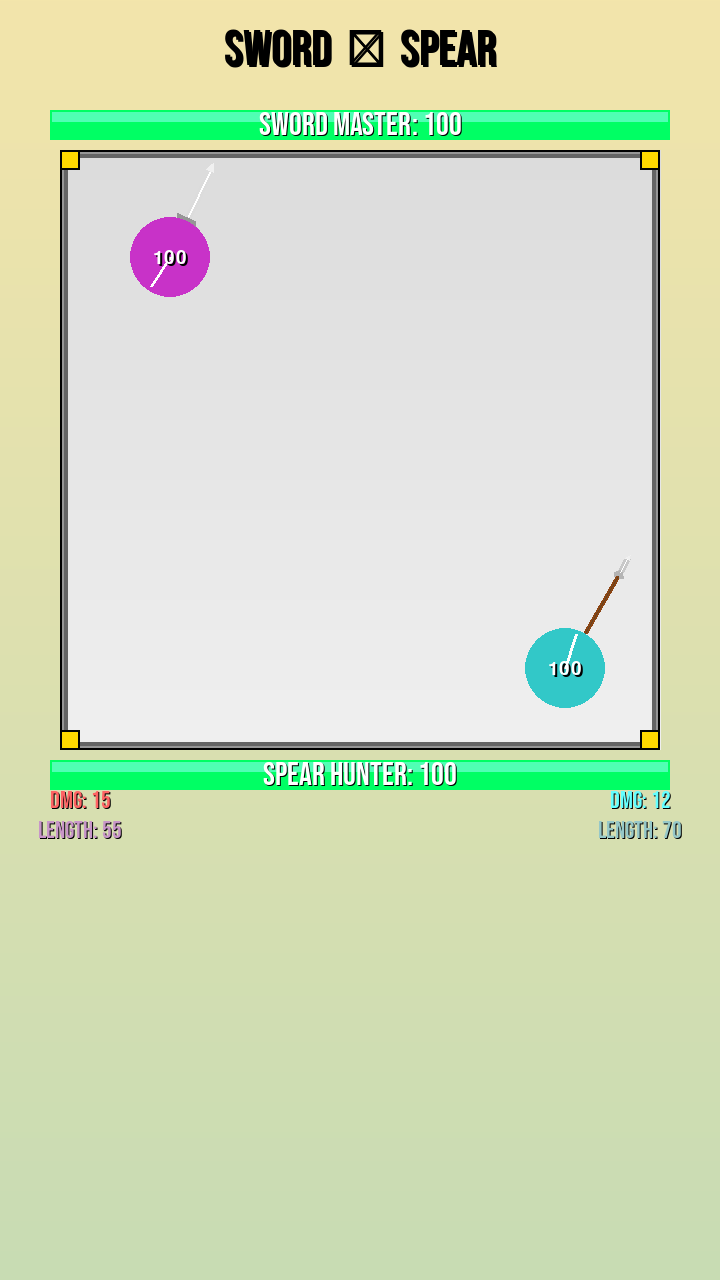 SWORD ☒ SPEAR
SWORD MASTER: 100
100
100
SPEAR HUNTER: 100
DMG: 15 DMG: 12
LENGTH: 55 LENGTH: 70